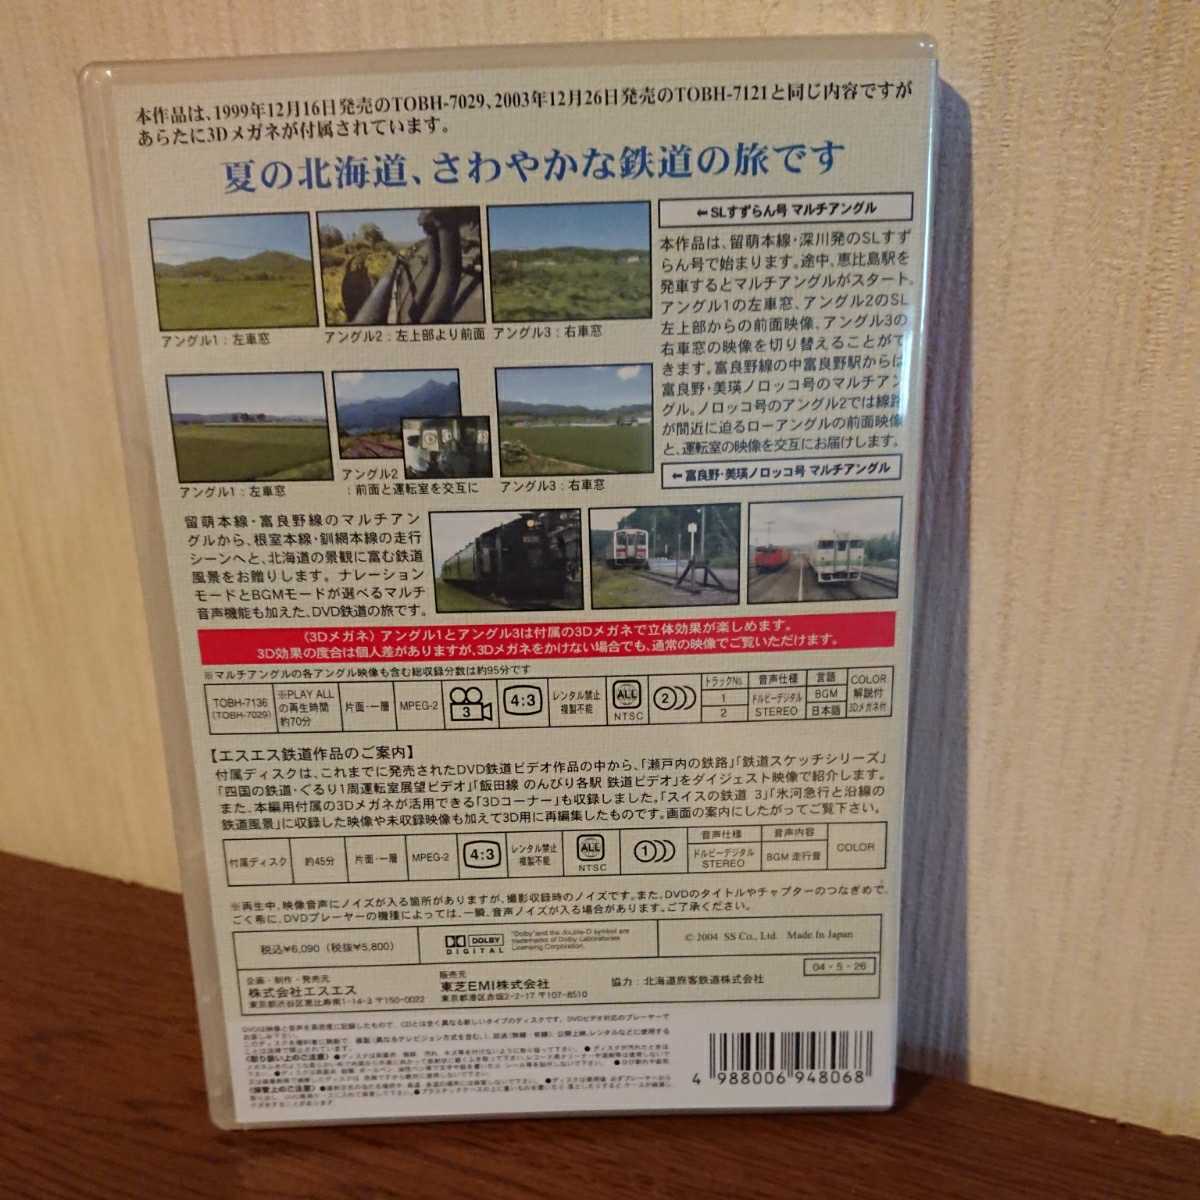 本作品は、1999年12月16日発売のTOBH-7029、2003年12月26日発売のTOBH-7121と同じ内容ですが
あらたに3Dメガネが付属されています。
夏の北海道、さわやかな鉄道の旅です
アングル1：左車窓
アングル2：左上部より前面
アングル3：右車窓
⬅SLすずらん号 マルチアングル
本作品は、留萌本線・深川発のSLすず
らん号で始まります。途中、恵比島駅を
発車するとマルチアングルがスタート。
アングル1の左車窓、アングル2のSL
左上部からの前面映像、アングル3の
右車窓の映像を切り替えることがで
きます。富良野線の中富良野駅からは
富良野・美瑛ノロッコ号のマルチアン
グル。ノロッコ号のアングル2では線路
が間近に迫るローアングルの前面映像
と、運転室の映像を交互にお届けします。
⬅富良野・美瑛ノロッコ号 マルチアングル
アングル1：左車窓
アングル2
：前面と運転室を交互に
アングル3：右車窓
留萌本線・富良野線のマルチアン
グルから、根室本線・釧網本線の走行
シーンへと、北海道の景観に富む鉄道
風景をお贈りします。ナレーション
モードとBGMモードが選べるマルチ
音声機能も加えた、DVD鉄道の旅です。
《3Dメガネ》アングル1とアングル3は付属の3Dメガネで立体効果が楽しめます。
3D効果の度合は個人差がありますが、3Dメガネをかけない場合でも、通常の映像でご覧いただけます。
※マルチアングルの各アングル映像も含む総収録分数は約95分です
TOBH-7136
(TOBH-7029)
※PLAY ALL
の再生時間
約70分
片面・一層
MPEG-2
3
4:3
レンタル禁止
複製不能
ALL
NTSC
2
トラックNo. 音声仕様 言語
1 ドルビーデジタル BGM
2 STEREO 日本語
COLOR
解説付
3Dメガネ付
【エスエス鉄道作品のご案内】
付属ディスクは、これまでに発売されたDVD鉄道ビデオ作品の中から、「瀬戸内の鉄路」「鉄道スケッチシリーズ」
「四国の鉄道・ぐるり1周運転室展望ビデオ」「飯田線 のんびり各駅 鉄道ビデオ」をダイジェスト映像で紹介します。
また、本編用付属の3Dメガネが活用できる「3Dコーナー」も収録しました。「スイスの鉄道 3」「氷河急行と沿線の
鉄道風景」に収録した映像や未収録映像も加えて3D用に再編集したものです。画面の案内にしたがってご覧下さい。
付属ディスク
約45分
片面・一層
MPEG-2
4:3
レンタル禁止
複製不能
ALL
NTSC
1
音声仕様 音声内容
ドルビーデジタル
STEREO
BGM 走行音
COLOR
※再生中、映像音声にノイズが入る箇所がありますが、撮影収録時のノイズです。また、DVDのタイトルやチャプターのつなぎめで、
ごく希に、DVDプレーヤーの機種によっては、一瞬、音声ノイズが入る場合があります。ご了承ください。
税込¥6,090（税抜¥5,800）
DOLBY
DIGITAL
"Dolby"and the double-D symbol are
trademarks of Dolby Laboratories
Licensing Corporation.
© 2004 SS Co., Ltd. Made In Japan
04・5・26
企画・制作・発売元
株式会社エスエス
東京都渋谷区恵比寿南1-14-3 〒150-0022
販売元
東芝EMI株式会社
東京都港区赤坂2-2-17 〒107-8510
協力：北海道旅客鉄道株式会社
4 988006 948068